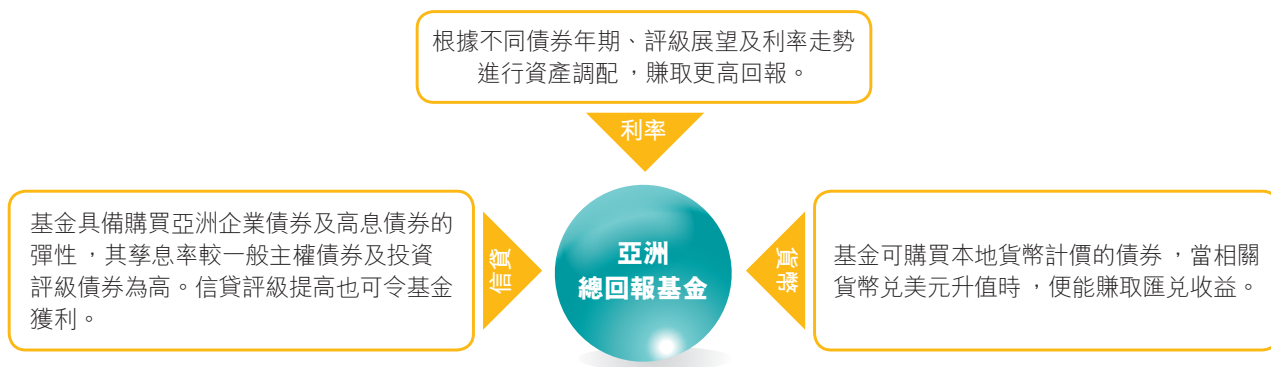 根據不同債券年期、評級展望及利率走勢
進行資產調配，賺取更高回報。
利率
基金具備購買亞洲企業債券及高息債券的
彈性，其孳息率較一般主權債券及投資
評級債券為高。信貸評級提高也可令基金
獲利。
信貸
亞洲
總回報基金
貨幣
基金可購買本地貨幣計價的債券，當相關
貨幣兌美元升值時，便能賺取匯兌收益。